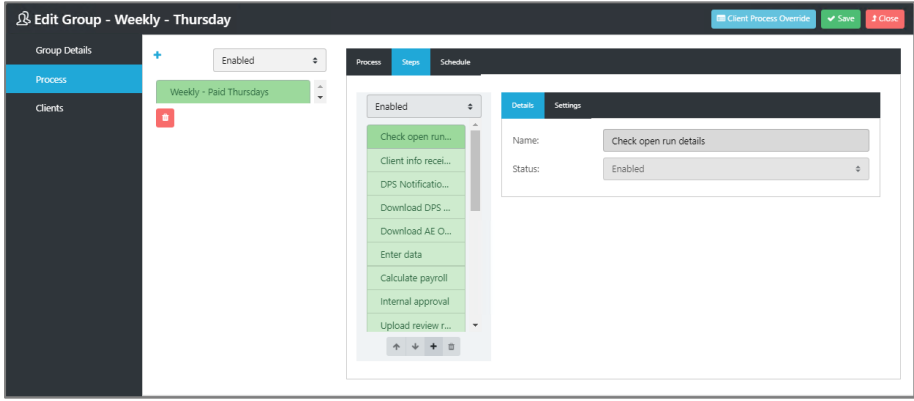 Edit Group - Weekly - Thursday
Client Process Override
Save
Close
Group Details
Process
Clients
Enabled
Weekly - Paid Thursdays
Process Steps Schedule
Enabled
Check open run...
Client info recei...
DPS Notificatio...
Download DPS ...
Download AE O...
Enter data
Calculate payroll
Internal approval
Upload review r...
Details Settings
Name: Check open run details
Status: Enabled